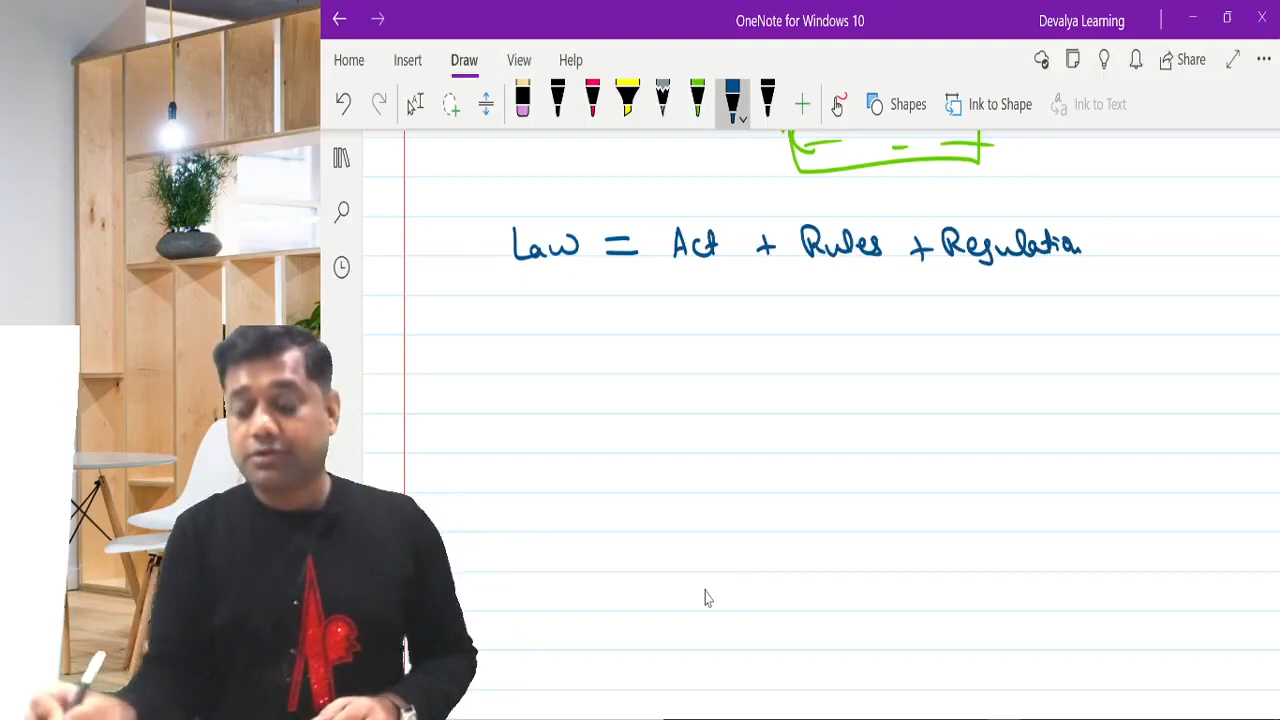 OneNote for Windows 10
Devalya Learning
Home Insert Draw View Help
Share
Shapes
Ink to Shape
Ink to Text
Law = Act + Rules + Regulation